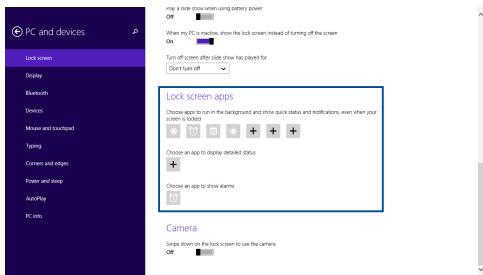 PC and devices
Lock screen
Display
Bluetooth
Devices
Mouse and touchpad
Typing
Corners and edges
Power and sleep
AutoPlay
PC info
Play a slide show when using battery power
Off
When my PC is inactive, show the lock screen instead of turning off the screen
On
Turn off screen after slide show has played for
Don't turn off
Lock screen apps
Choose apps to run in the background and show quick status and notifications, even when your
screen is locked
Choose an app to display detailed status
Choose an app to show alarms
Camera
Swipe down on the lock screen to use the camera
Off